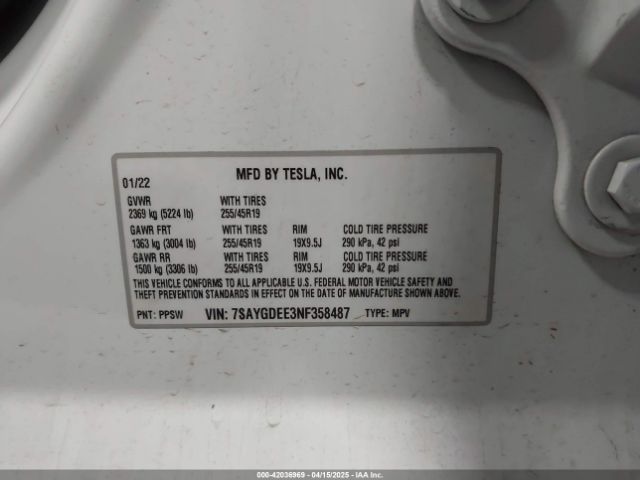 MFD BY TESLA, INC.
01/22
GVWR WITH TIRES
2369 kg (5224 lb) 255/45R19
GAWR FRT WITH TIRES RIM COLD TIRE PRESSURE
1363 kg (3004 lb) 255/45R19 19X9.5J 290 kPa, 42 psi
GAWR RR WITH TIRES RIM COLD TIRE PRESSURE
1500 kg (3306 lb) 255/45R19 19X9.5J 290 kPa, 42 psi
THIS VEHICLE CONFORMS TO ALL APPLICABLE U.S. FEDERAL MOTOR VEHICLE SAFETY AND
THEFT PREVENTION STANDARDS IN EFFECT ON THE DATE OF MANUFACTURE SHOWN ABOVE.
PNT: PPSW VIN: 7SAYGDEE3NF358487 TYPE: MPV
000-42036969 - 04/15/2025 - IAA Corp.